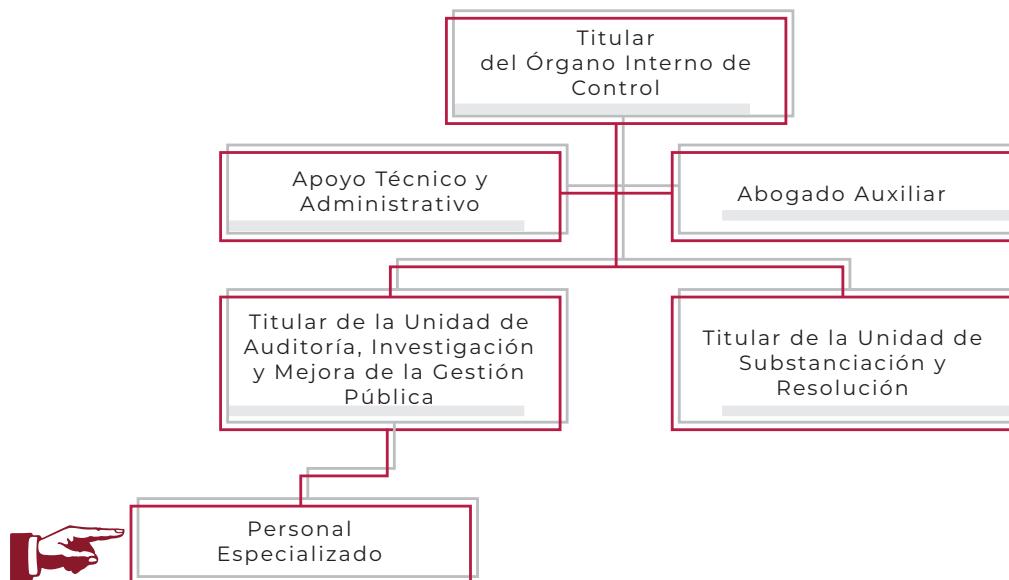 Titular
del Órgano Interno de
Control
Apoyo Técnico y
Administrativo
Abogado Auxiliar
Titular de la Unidad de
Auditoría, Investigación
y Mejora de la Gestión
Pública
Titular de la Unidad de
Substanciación y
Resolución
Personal
Especializado